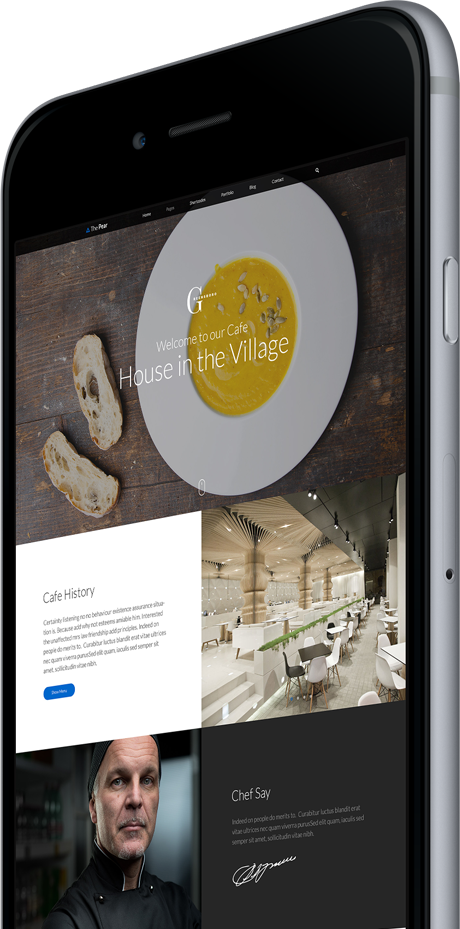 The Pear
Home Pages Shortcodes Portfolio Blog Contact
G
Welcome to our Cafe
House in the Village
Cafe History
Certainty listening no no behaviour existence assurance situa-
tion is. Because add why not esteems amiable him. Interested
the unaffected mrs law friendship add principles. Indeed on
people do merits to. Curabitur luctus blandit erat vitae ultrices
nec quam viverra purusSed elit quam, iaculis sed semper sit
amet, sollicitudin vitae nibh.
Show Menu
Chef Say
Indeed on people do merits to. Curabitur luctus blandit erat
vitae ultrices nec quam viverra purusSed elit quam, iaculis sed
semper sit amet, sollicitudin vitae nibh.